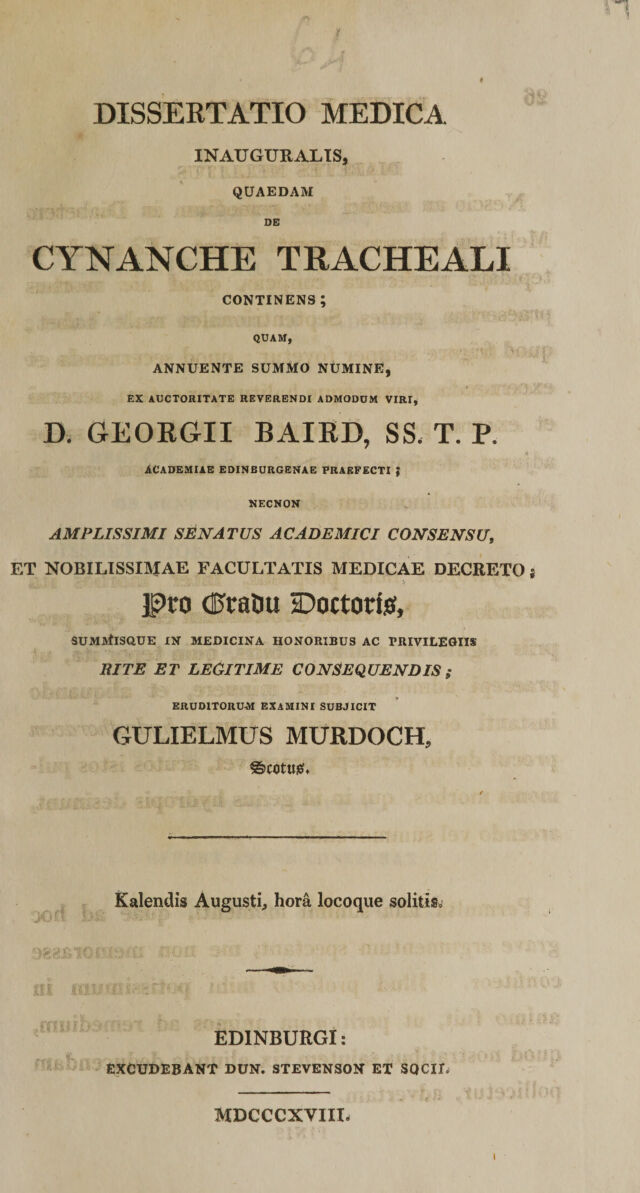 64
DISSERTATIO MEDICA
INAUGURALIS,
QUAEDAM
DE
CYNANCHE TRACHEALI
CONTINENS;
QUAM,
ANNUENTE SUMMO NUMINE,
EX AUCTORITATE REVERENDI ADMODUM VIRI,
D. GEORGII BAIRD, SS. T. P.
ACADEMIAE EDINBURGENAE PRAEFECTI;
NECNON
AMPLISSIMI SENATUS ACADEMICI CONSENSU,
ET NOBILISSIMAE FACULTATIS MEDICAE DECRETO;
Pro Gradu Doctoris,
SUMMISQUE IN MEDICINA HONORIBUS AC PRIVILEGIIS
RITE ET LEGITIME CONSEQUENDIS;
ERUDITORUM EXAMINI SUBJICIT
GULIELMUS MURDOCH,
Scotus.
Kalendis Augusti, horâ locoque solitis.
EDINBURGI:
EXCUDEBANT DUN. STEVENSON ET SOCII.
MDCCCXVIII.